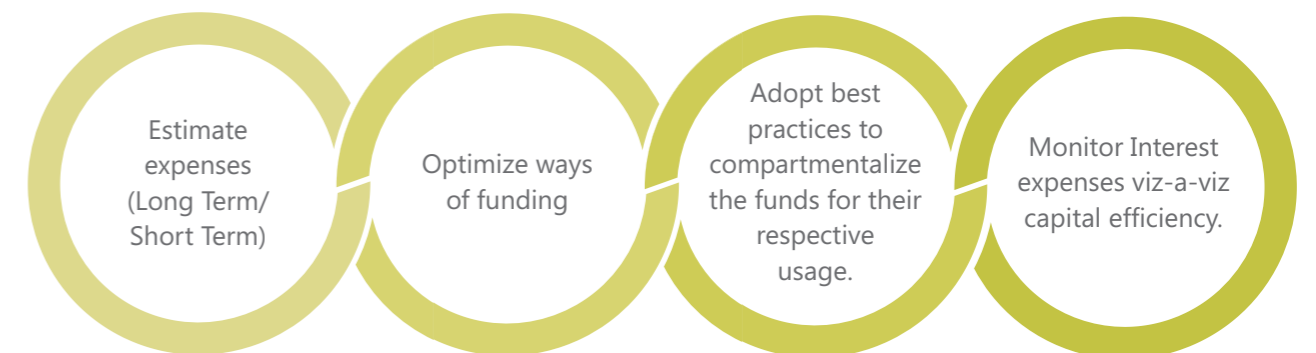 Estimate
expenses
(Long Term/
Short Term)
Optimize ways
of funding
Adopt best
practices to
compartmentalize
the funds for their
respective
usage.
Monitor Interest
expenses viz-a-viz
capital efficiency.